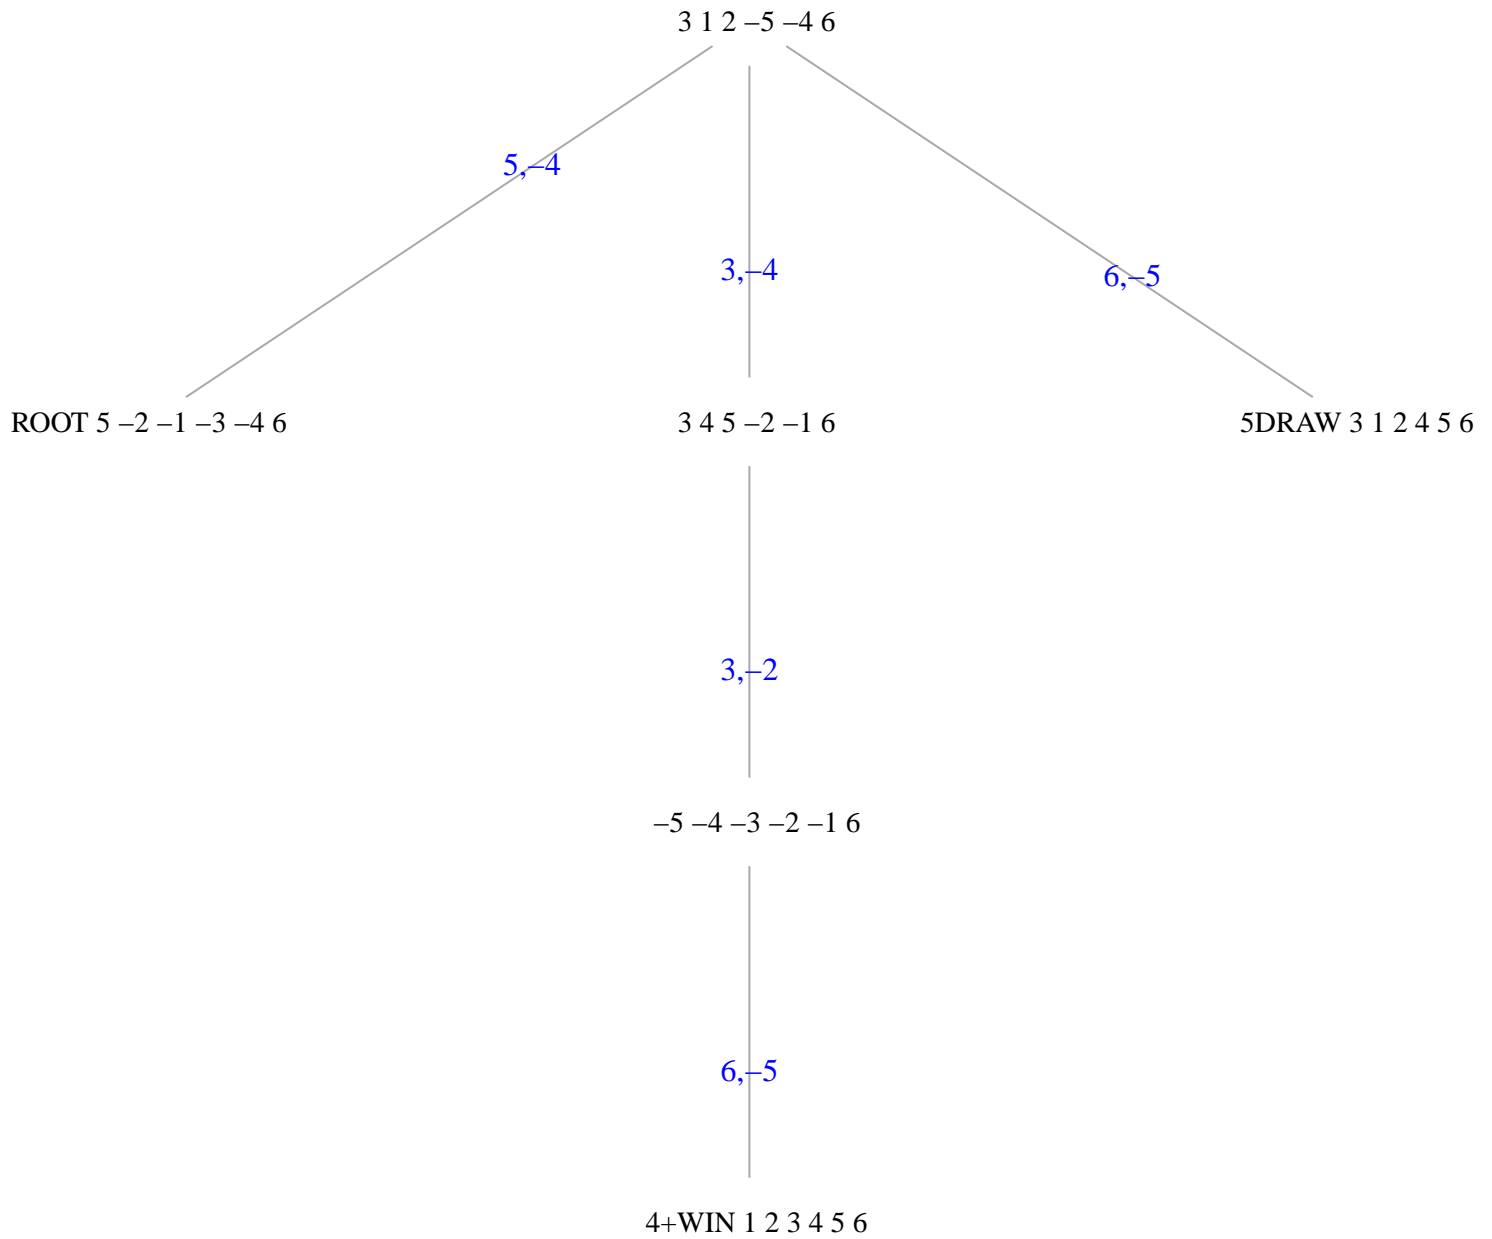 3 1 2 –5 –4 6
5,–4
3,–4
6,–5
ROOT 5 –2 –1 –3 –4 6
3 4 5 –2 –1 6
5DRAW 3 1 2 4 5 6
3,–2
–5 –4 –3 –2 –1 6
6,–5
4+WIN 1 2 3 4 5 6